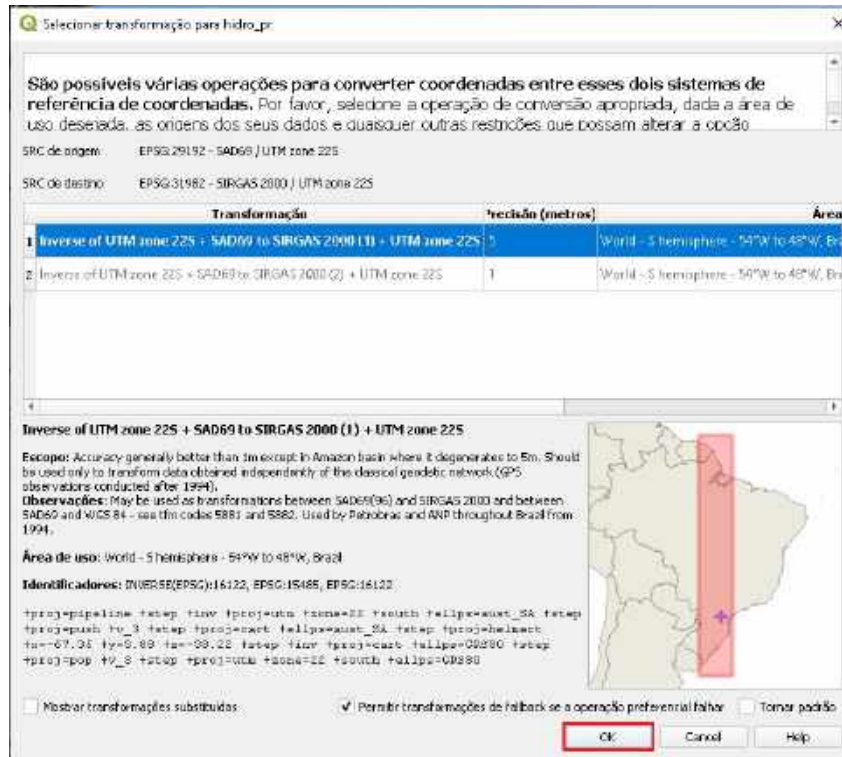 Selecionar transformação para hidro_pr
São possíveis várias operações para converter coordenadas entre esses dois sistemas de
referência de coordenadas. Por favor, selecione a operação de conversão apropriada, dada a área de
uso desejada, as origens dos seus dados e quaisquer outras restrições que possam alterar a opção
SRC de origem EPSG:29192 - SAD69 / UTM zone 22S
SRC de destino EPSG:31982 - SIRGAS 2000 / UTM zone 22S
Transformação Precisão (metros) Área
1 Inverse of UTM zone 22S + SAD69 to SIRGAS 2000 (1) + UTM zone 22S 5 World - S hemisphere - 54°W to 48°W, Bra
2 Inverse of UTM zone 22S + SAD69 to SIRGAS 2000 (2) + UTM zone 22S 1 World - S hemisphere - 54°W to 48°W, Bra
Inverse of UTM zone 22S + SAD69 to SIRGAS 2000 (1) + UTM zone 22S
Escopo: Accuracy generally better than 1m except in Amazon basin where it degenerates to 5m. Should
be used only to transform data obtained independently of the classical geodetic network (GPS
observations conducted after 1994).
Observações: May be used as transformations between SAD69(96) and SIRGAS 2000 and between
SAD69 and WGS 84 - see tfm codes 5881 and 5882. Used by Petrobras and ANP throughout Brazil from
1994.
Área de uso: World - S hemisphere - 54°W to 48°W, Brazil
Identificadores: INVERSE(EPSG):16122, EPSG:15485, EPSG:16122
+proj=pipeline +step +inv +proj=utm +zone=22 +south +ellps=aust_SA +step
+proj=push +v_3 +step +proj=cart +ellps=aust_SA +step +proj=helmert
+x=-67.35 +y=3.88 +z=-38.22 +step +inv +proj=cart +ellps=GRS80 +step
+proj=pop +v_3 +step +proj=utm +zone=22 +south +ellps=GRS80
Mostrar transformações substituídas
Permitir transformações de fallback se a operação preferencial falhar
Tornar padrão
OK Cancel Help